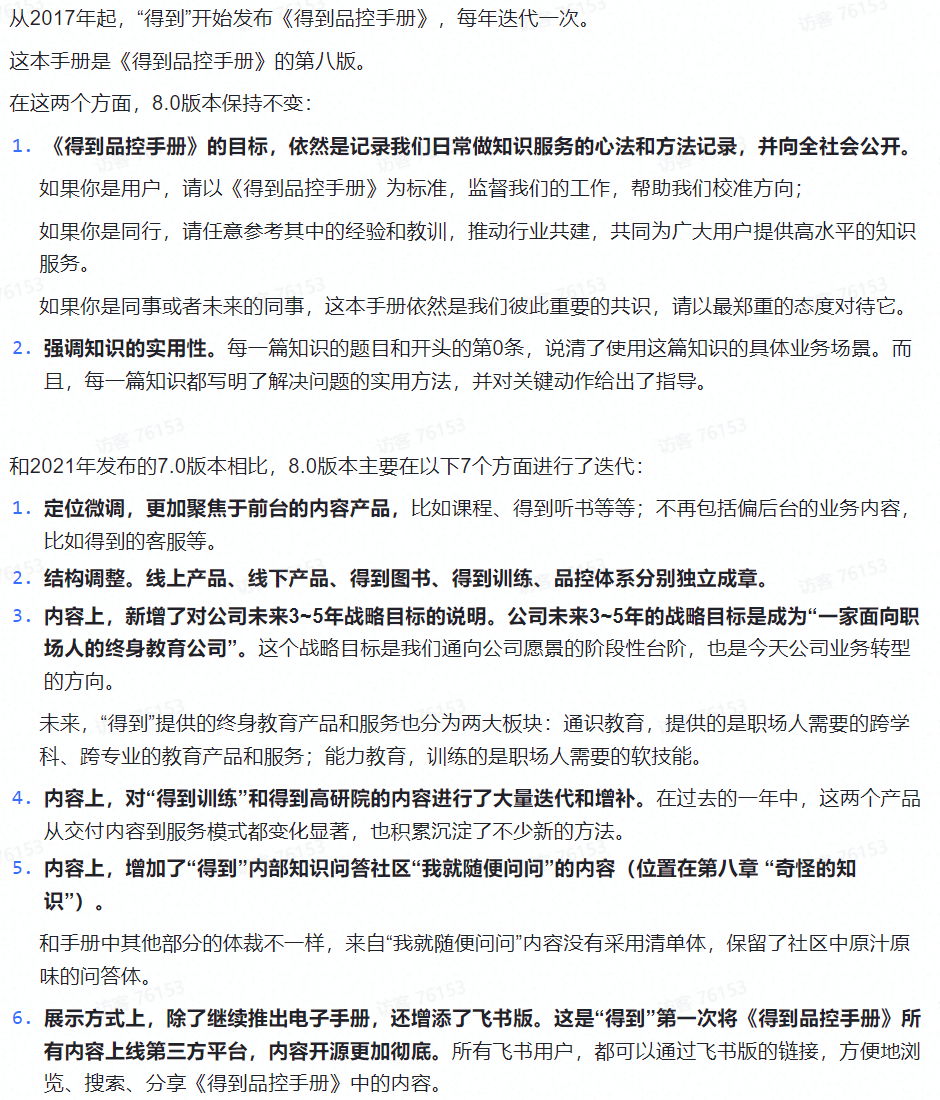 从2017年起，“得到”开始发布《得到品控手册》，每年迭代一次。
这本手册是《得到品控手册》的第八版。
在这两个方面，8.0版本保持不变：
1. 《得到品控手册》的目标，依然是记录我们日常做知识服务的心法和方法记录，并向全社会公开。
如果你是用户，请以《得到品控手册》为标准，监督我们的工作，帮助我们校准方向；
如果你是同行，请任意参考其中的经验和教训，推动行业共建，共同为广大用户提供高水平的知识
服务。
如果你是同事或者未来的同事，这本手册依然是我们彼此重要的共识，请以最郑重的态度对待它。
2. 强调知识的实用性。每一篇知识的题目和开头的第0条，说清了使用这篇知识的具体业务场景。而
且，每一篇知识都写明了解决问题的实用方法，并对关键动作给出了指导。
和2021年发布的7.0版本相比，8.0版本主要在以下7个方面进行了迭代：
1. 定位微调，更加聚焦于前台的内容产品，比如课程、得到听书等等；不再包括偏后台的业务内容，
比如得到的客服等。
2. 结构调整。线上产品、线下产品、得到图书、得到训练、品控体系分别独立成章。
3. 内容上，新增了对公司未来3~5年战略目标的说明。公司未来3~5年的战略目标是成为“一家面向职
场人的终身教育公司”。这个战略目标是我们通向公司愿景的阶段性台阶，也是今天公司业务转型
的方向。
未来，“得到”提供的终身教育产品和服务也分为两大板块：通识教育，提供的是职场人需要的跨学
科、跨专业的教育产品和服务；能力教育，训练的是职场人需要的软技能。
4. 内容上，对“得到训练”和得到高研院的内容进行了大量迭代和增补。在过去的一年中，这两个产品
从交付内容到服务模式都变化显著，也积累沉淀了不少新的方法。
5. 内容上，增加了“得到”内部知识问答社区“我就随便问问”的内容（位置在第八章 “奇怪的知
识”）。
和手册中其他部分的体裁不一样，来自“我就随便问问”内容没有采用清单体，保留了社区中原汁原
味的问答体。
6. 展示方式上，除了继续推出电子手册，还增添了飞书版。这是“得到”第一次将《得到品控手册》所
有内容上线第三方平台，内容开源更加彻底。所有飞书用户，都可以通过飞书版的链接，方便地浏
览、搜索、分享《得到品控手册》中的内容。
访客 76153